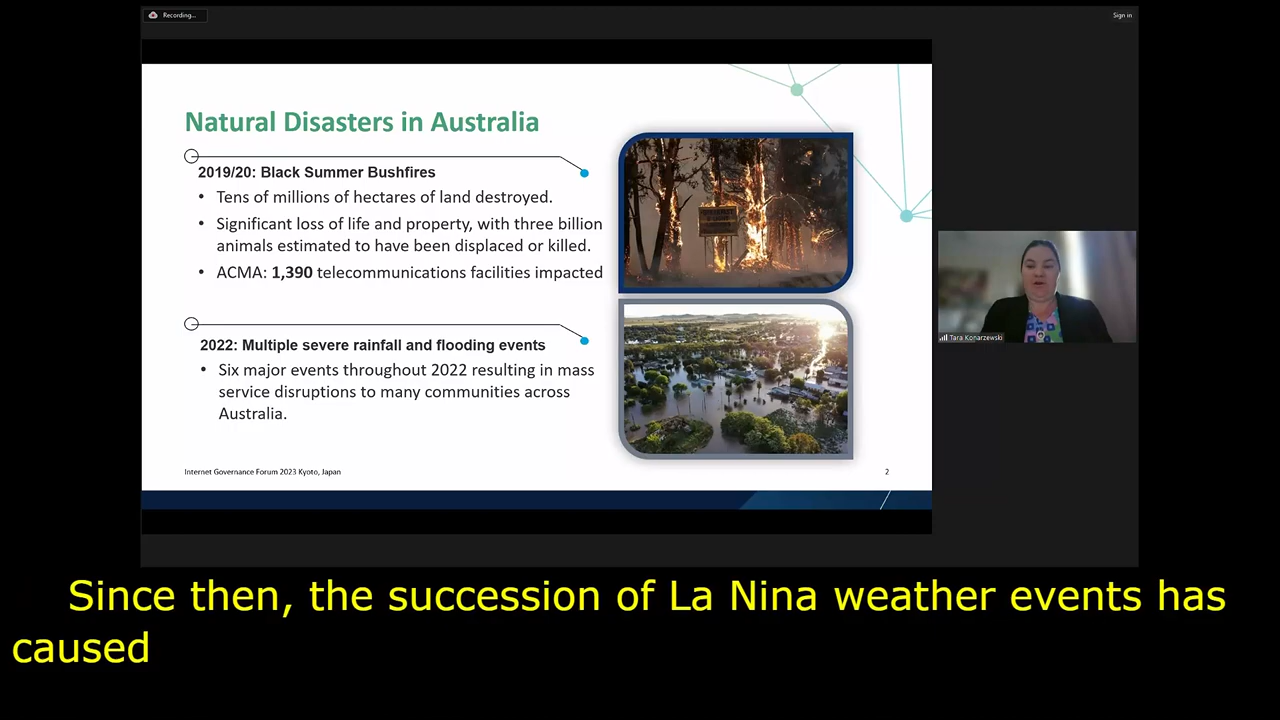 Recording...
Sign in
Natural Disasters in Australia
2019/20: Black Summer Bushfires
• Tens of millions of hectares of land destroyed.
• Significant loss of life and property, with three billion
animals estimated to have been displaced or killed.
• ACMA: 1,390 telecommunications facilities impacted
2022: Multiple severe rainfall and flooding events
• Six major events throughout 2022 resulting in mass
service disruptions to many communities across
Australia.
Internet Governance Forum 2023 Kyoto, Japan
2
Tara Konarzewski
Since then, the succession of La Nina weather events has
caused